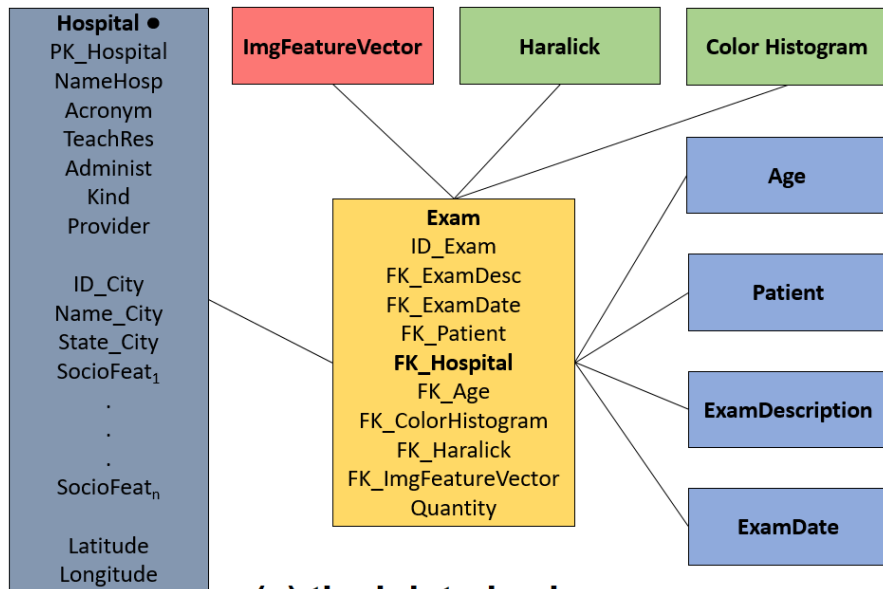 Hospital ●
PK_Hospital
NameHosp
Acronym
TeachRes
Administ
Kind
Provider
ID_City
Name_City
State_City
SocioFeat₁
.
.
.
SocioFeatₙ
Latitude
Longitude
ImgFeatureVector
Haralick
Color Histogram
Exam
ID_Exam
FK_ExamDesc
FK_ExamDate
FK_Patient
FK_Hospital
FK_Age
FK_ColorHistogram
FK_Haralick
FK_ImgFeatureVector
Quantity
Age
Patient
ExamDescription
ExamDate